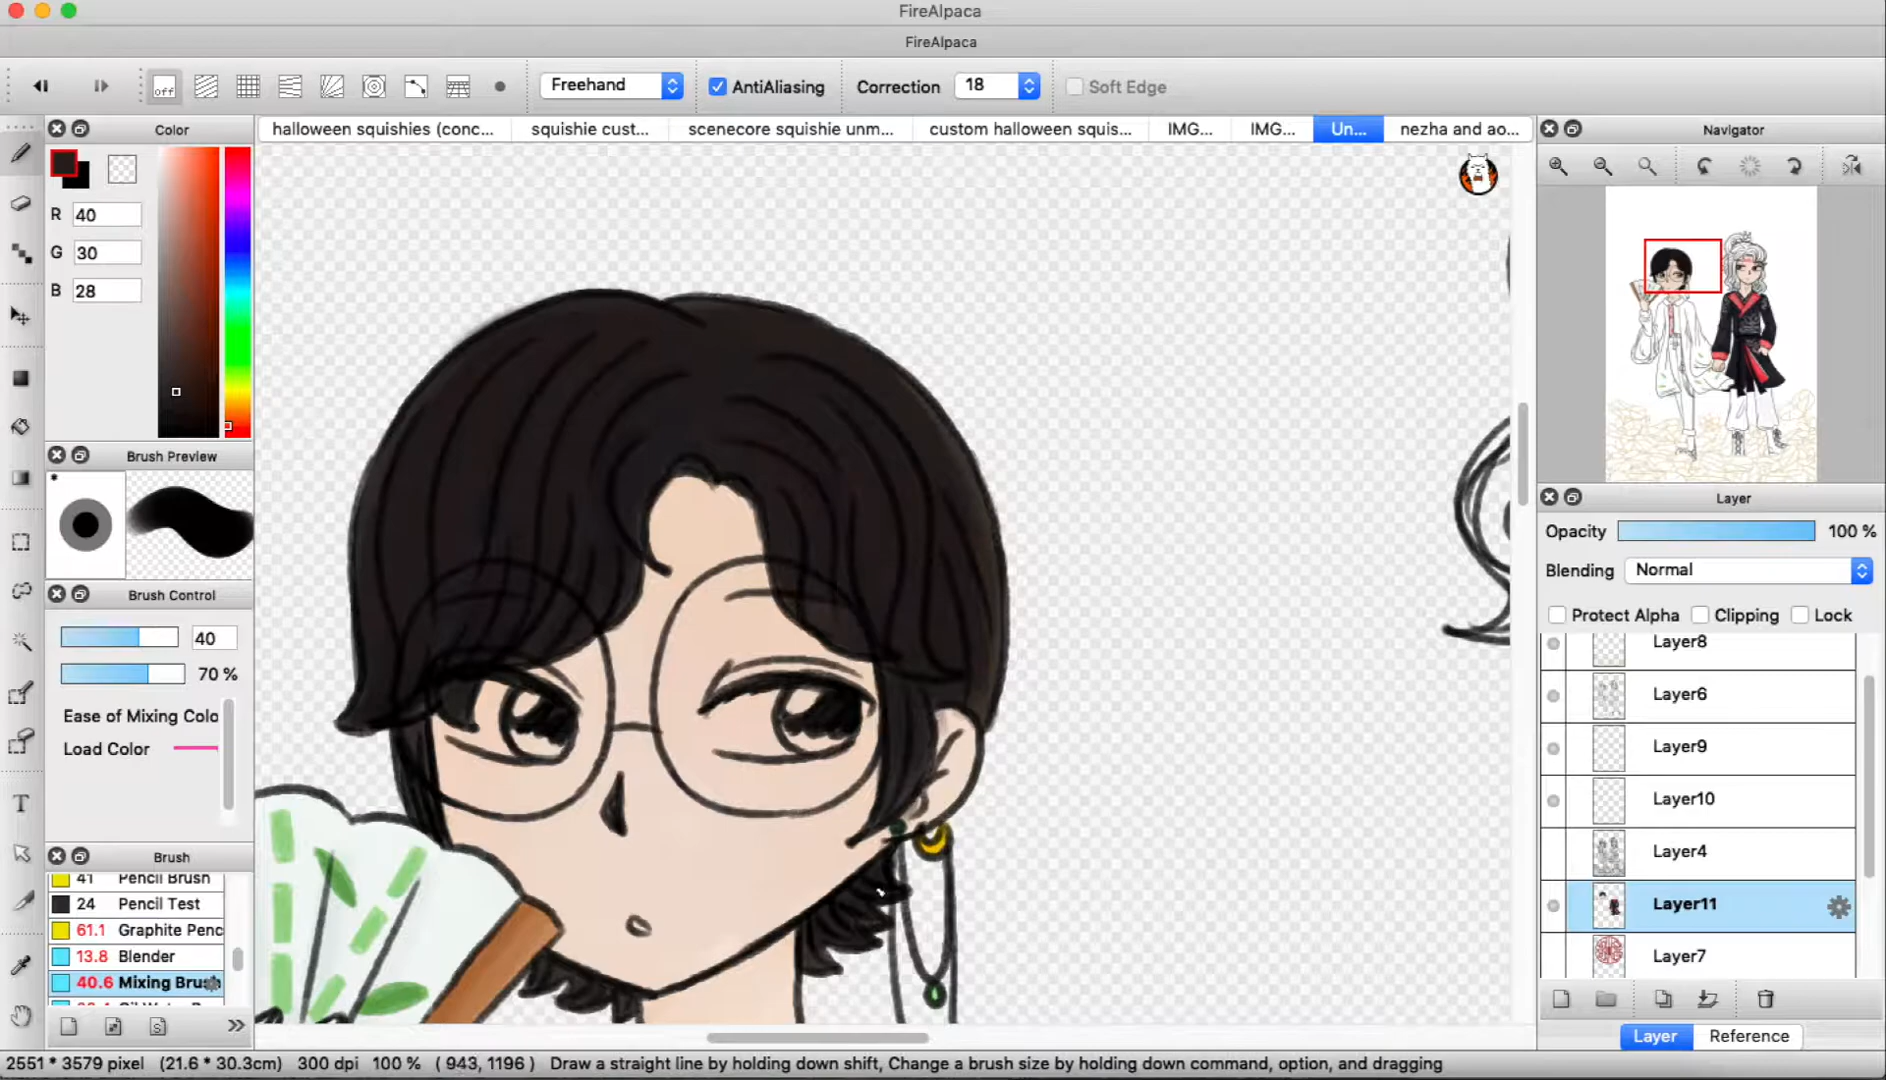 FireAlpaca
FireAlpaca
off
Freehand
AntiAliasing
Correction 18
Soft Edge
Color
halloween squishies (conc...
squishie cust...
scenecore squishie unm...
custom halloween squis...
IMG...
IMG...
Un...
nezha and ao...
Navigator
R 40
G 30
B 28
Brush Preview
Brush Control
40
70 %
Ease of Mixing Colo
Load Color
Brush
41 Pencil Brush
24 Pencil Test
61.1 Graphite Penc
13.8 Blender
40.6 Mixing Brush
Layer
Opacity 100 %
Blending Normal
Protect Alpha Clipping Lock
Layer8
Layer6
Layer9
Layer10
Layer4
Layer11
Layer7
Layer Reference
2551 * 3579 pixel (21.6 * 30.3cm) 300 dpi 100 % ( 943, 1196 ) Draw a straight line by holding down shift, Change a brush size by holding down command, option, and dragging